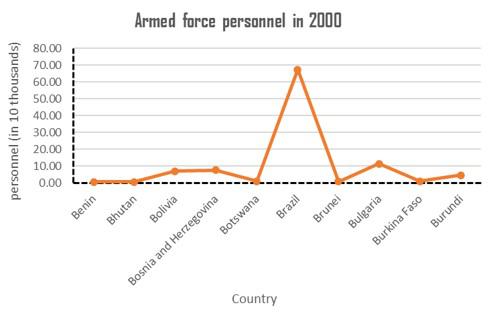 Armed force personnel in 2000
personnel (in 10 thousands)
80.00
70.00
60.00
50.00
40.00
30.00
20.00
10.00
0.00
Benin
Bhutan
Bolivia
Bosnia and Herzegovina
Botswana
Brazil
Brunei
Bulgaria
Burkina Faso
Burundi
Country